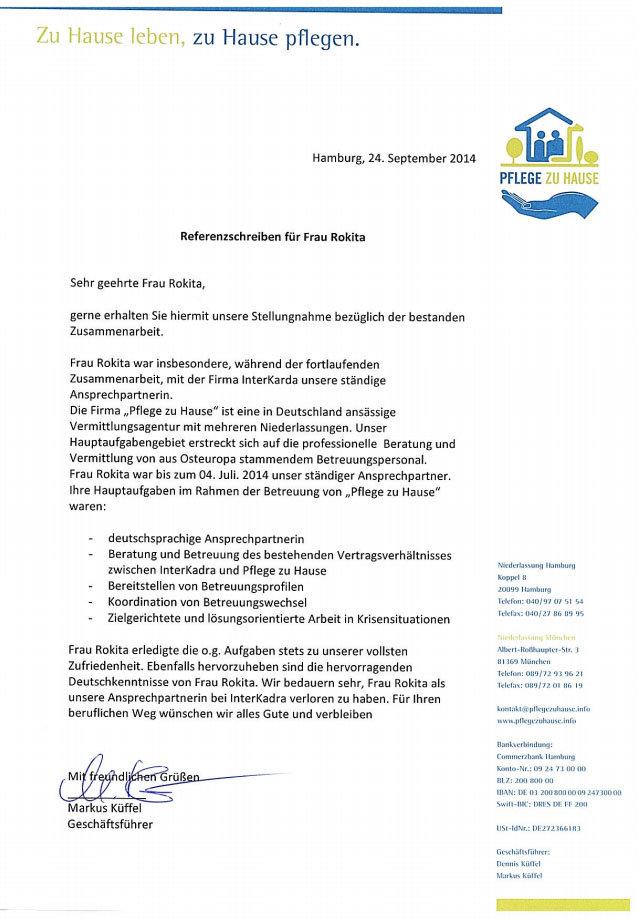 Zu Hause leben, zu Hause pflegen.
PFLEGE ZU HAUSE
Hamburg, 24. September 2014
Referenzschreiben für Frau Rokita
Sehr geehrte Frau Rokita,
gerne erhalten Sie hiermit unsere Stellungnahme bezüglich der bestanden
Zusammenarbeit.
Frau Rokita war insbesondere, während der fortlaufenden
Zusammenarbeit, mit der Firma InterKarda unsere ständige
Ansprechpartnerin.
Die Firma „Pflege zu Hause“ ist eine in Deutschland ansässige
Vermittlungsagentur mit mehreren Niederlassungen. Unser
Hauptaufgabengebiet erstreckt sich auf die professionelle Beratung und
Vermittlung von aus Osteuropa stammendem Betreuungspersonal.
Frau Rokita war bis zum 04. Juli. 2014 unser ständiger Ansprechpartner.
Ihre Hauptaufgaben im Rahmen der Betreuung von „Pflege zu Hause“
waren:
- deutschsprachige Ansprechpartnerin
- Beratung und Betreuung des bestehenden Vertragsverhältnisses
zwischen InterKadra und Pflege zu Hause
- Bereitstellen von Betreuungsprofilen
- Koordination von Betreuungswechsel
- Zielgerichtete und lösungsorientierte Arbeit in Krisensituationen
Frau Rokita erledigte die o.g. Aufgaben stets zu unserer vollsten
Zufriedenheit. Ebenfalls hervorzuheben sind die hervorragenden
Deutschkenntnisse von Frau Rokita. Wir bedauern sehr, Frau Rokita als
unsere Ansprechpartnerin bei InterKadra verloren zu haben. Für Ihren
beruflichen Weg wünschen wir alles Gute und verbleiben
Mit freundlichen Grüßen
Markus Küffel
Geschäftsführer
Niederlassung Hamburg
Koppel 8
20099 Hamburg
Telefon: 040/97 07 51 54
Telefax: 040/27 86 89 95
Niederlassung München
Albert-Roßhaupter-Str. 3
81369 München
Telefon: 089/72 93 96 21
Telefax: 089/72 01 86 19
kontakt@pflegezuhause.info
www.pflegezuhause.info
Bankverbindung:
Commerzbank Hamburg
Konto-Nr.: 09 24 73 00 00
BLZ: 200 800 00
IBAN: DE 03 200 800 00 09 247300 00
Swift-BIC: DRES DE FF 200
USt-IdNr.: DE272366183
Geschäftsführer:
Dennis Küffel
Markus Küffel